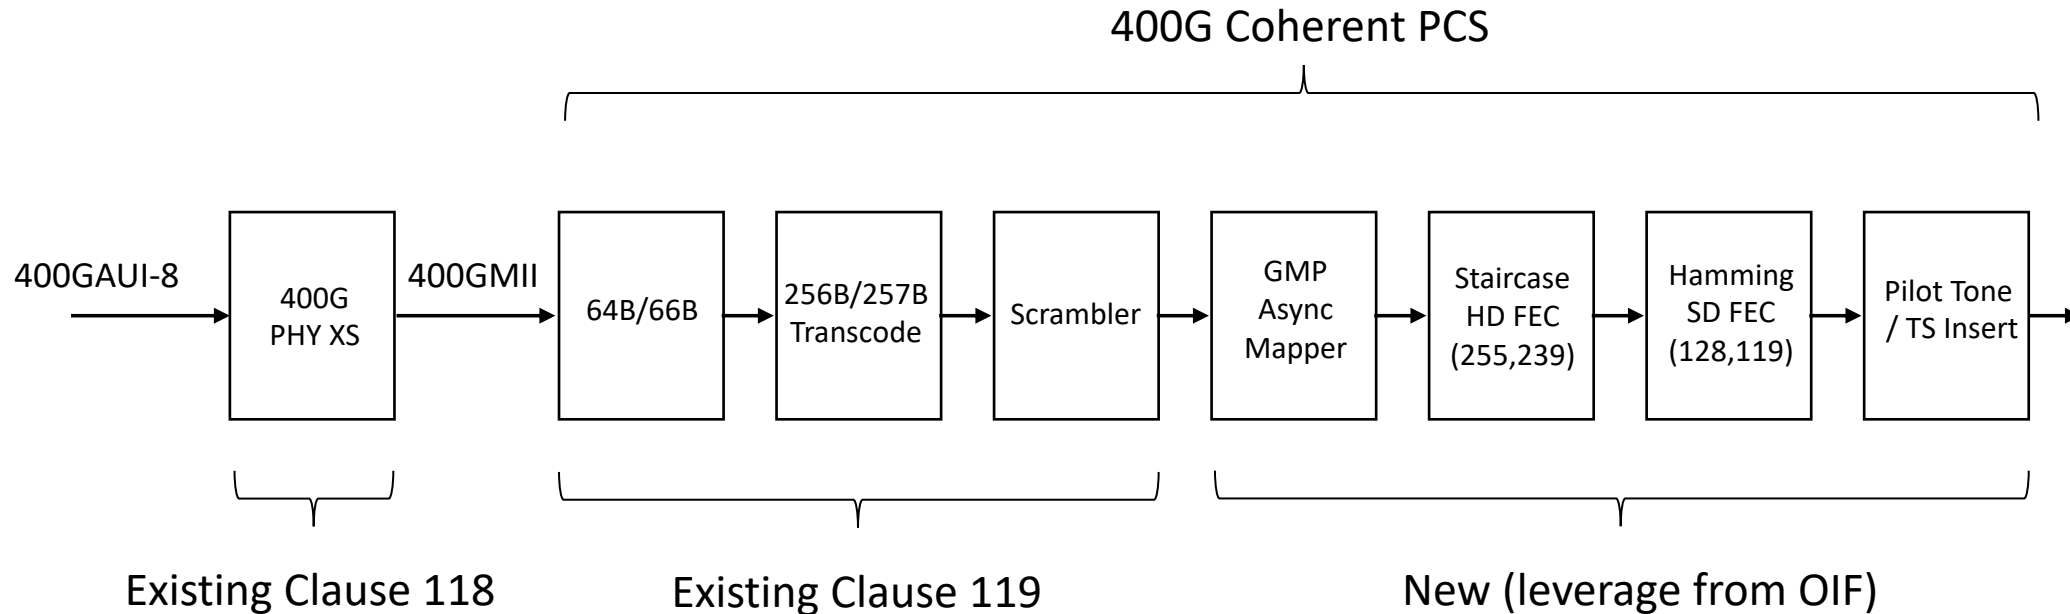 400G Coherent PCS
400GAUI-8
400G
PHY XS
400GMII
64B/66B
256B/257B
Transcode
Scrambler
GMP
Async
Mapper
Staircase
HD FEC
(255,239)
Hamming
SD FEC
(128,119)
Pilot Tone
/ TS Insert
Existing Clause 118
Existing Clause 119
New (leverage from OIF)